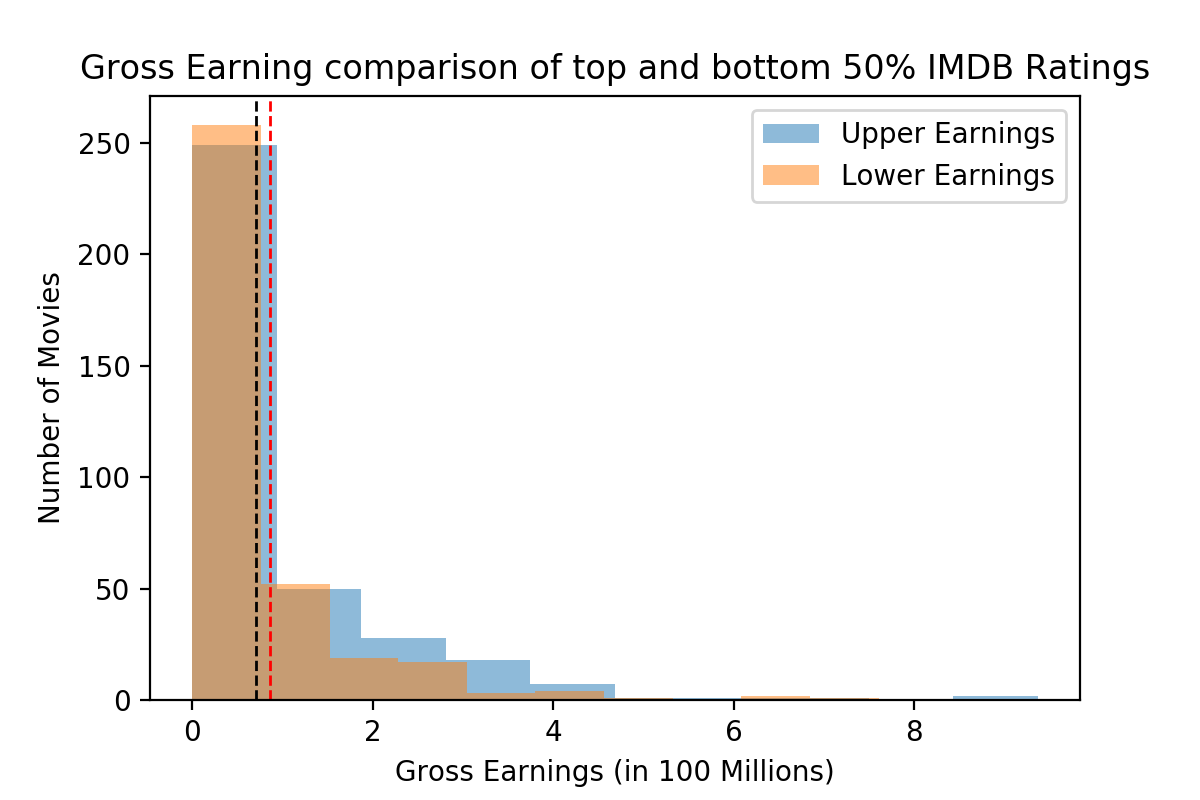 Gross Earning comparison of top and bottom 50% IMDB Ratings
Upper Earnings
Lower Earnings
Number of Movies
250
200
150
100
50
0
0 2 4 6 8
Gross Earnings (in 100 Millions)